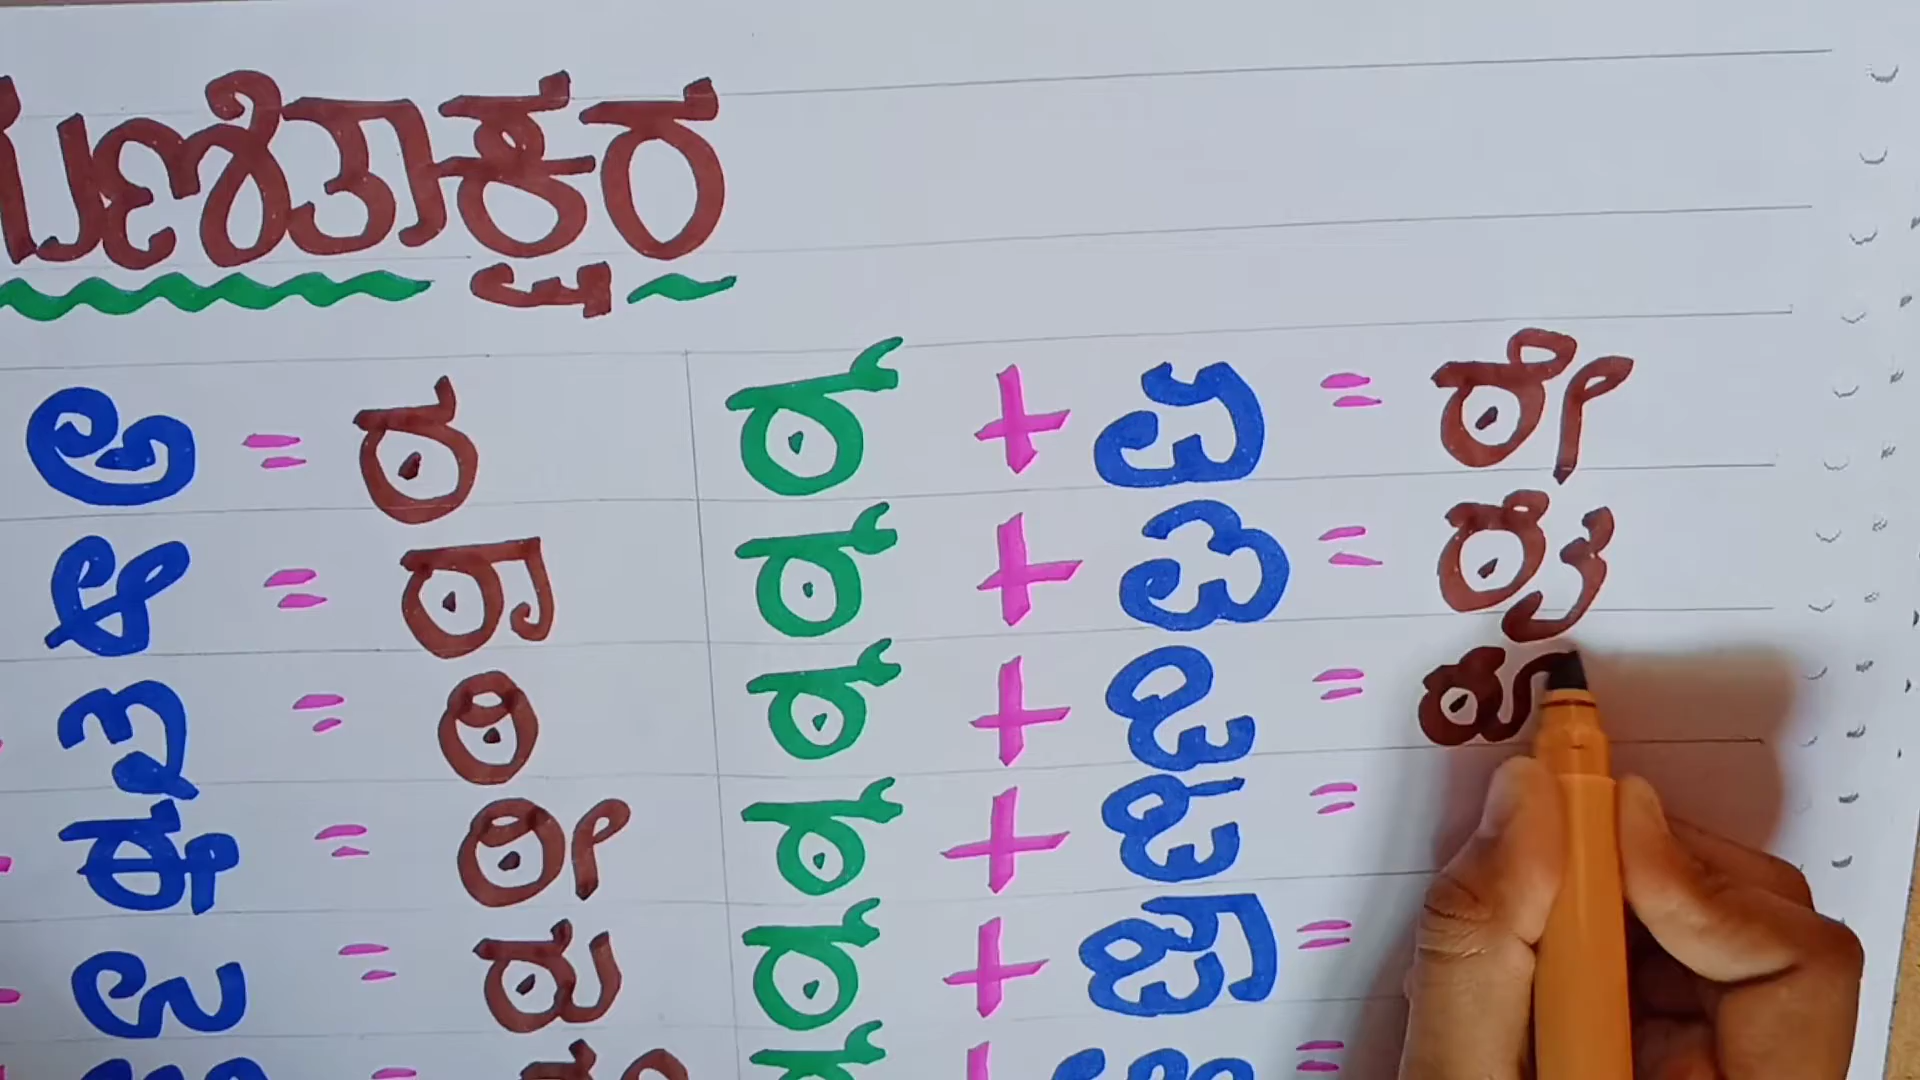 ಗುಣಿತಾಕ್ಷರ
ಅ = ಠ ಠ್ + ಏ = ಠೇ
ಆ = ಠಾ ಠ್ + ಐ = ಠೈ
ಇ = ಠಿ ಠ್ + ಒ =
ಈ = ಠೀ ಠ್ + ಓ =
ಉ = ಠು ಠ್ + ಔ =